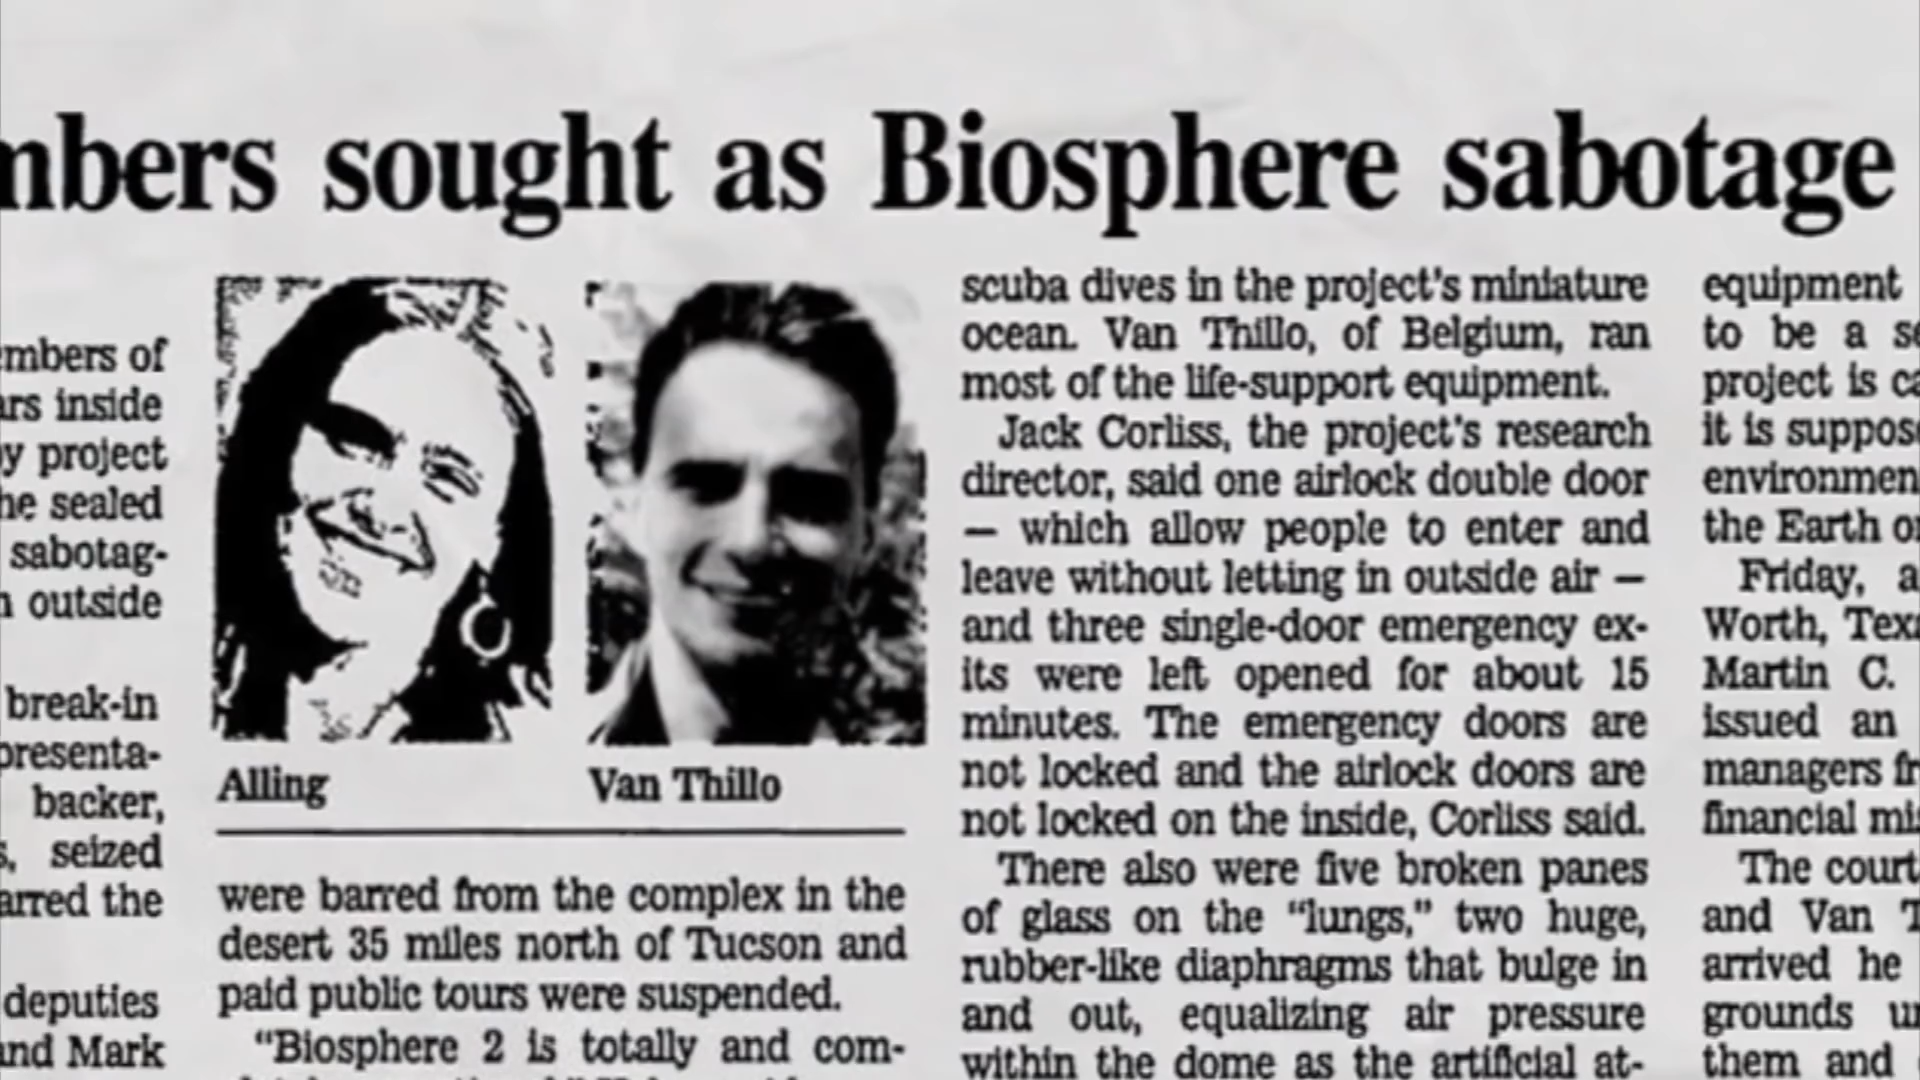 mbers sought as Biosphere sabotage
embers of
ars inside
y project
he sealed
sabotag-
outside
break-in
presenta-
backer,
seized
arred the
deputies
nd Mark
Alling
Van Thillo
were barred from the complex in the
desert 35 miles north of Tucson and
paid public tours were suspended.
“Biosphere 2 is totally and com-
scuba dives in the project’s miniature
ocean. Van Thillo, of Belgium, ran
most of the life-support equipment.
Jack Corliss, the project’s research
director, said one airlock double door
— which allow people to enter and
leave without letting in outside air —
and three single-door emergency ex-
its were left opened for about 15
minutes. The emergency doors are
not locked and the airlock doors are
not locked on the inside, Corliss said.
There also were five broken panes
of glass on the “lungs,” two huge,
rubber-like diaphragms that bulge in
and out, equalizing air pressure
within the dome as the artificial at-
equipment
to be a s
project is ca
it is suppos
environmen
the Earth o
Friday, a
Worth, Texa
Martin C.
issued an
managers fr
financial mis
The court
and Van T
arrived he
grounds u
them and